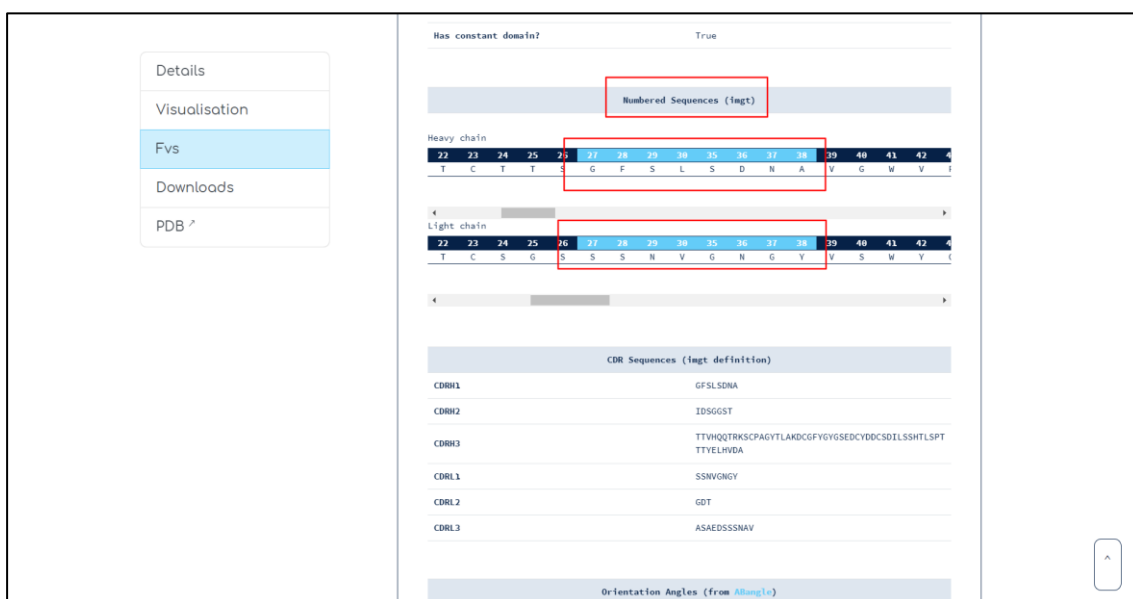 Has constant domain? True
Details
Visualisation
Fvs
Downloads
PDB ↗
Numbered Sequences (imgt)
Heavy chain
22 23 24 25 26 27 28 29 30 35 36 37 38 39 40 41 42 4
T C T T S G F S L S D N A V G W V
Light chain
22 23 24 25 26 27 28 29 30 35 36 37 38 39 40 41 42 4
T C S G S S S N V G N G Y V S W Y
CDR Sequences (imgt definition)
CDRH1 GFSLSDNA
CDRH2 IDSGGST
CDRH3 TTVHQQTRKSCPAGYTLAKDCGFYGYGSEDCYDDCSDILSSHTLSPT
TTYELHVDA
CDRL1 SSNVGNGY
CDRL2 GDT
CDRL3 ASAEDSSSNAV
Orientation Angles (from ABangle)